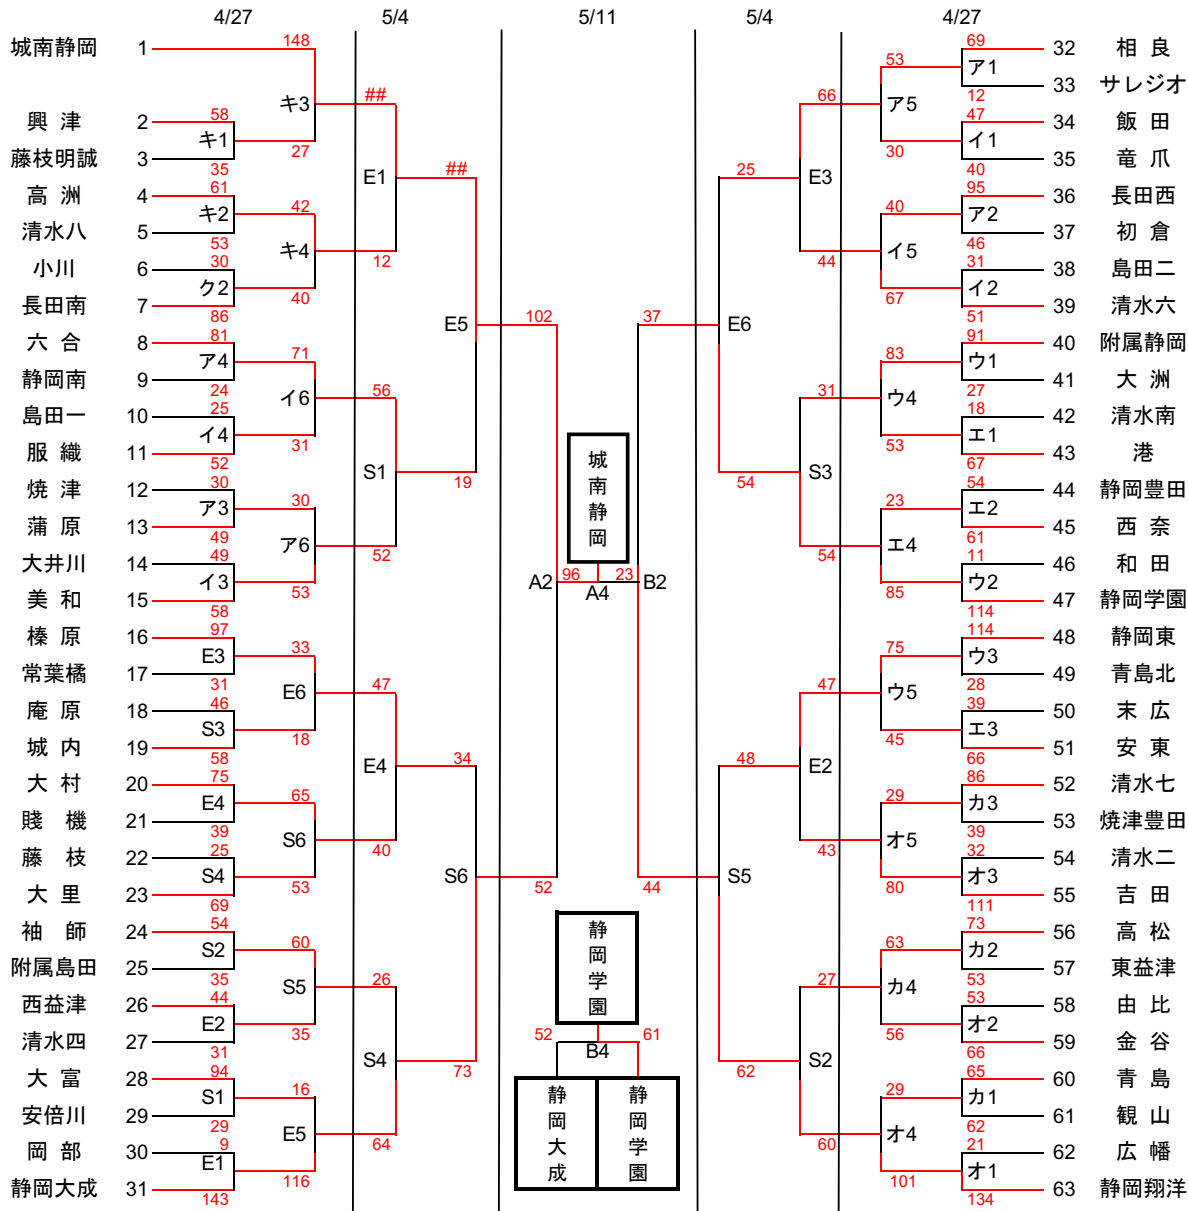 4/27 5/4 5/11 5/4 4/27
城南静岡 1 148
キ3 ##
興 津 2 58
キ1 27
藤枝明誠 3 35
高 洲 4 61
キ2 42
清水八 5 53
キ4 12
小川 6 30
ク2 40
長田南 7 86
E1 ##
六 合 8 81
ア4 71
静岡南 9 24
イ6 56
島田一 10 25
イ4 31
服 織 11 52
焼 津 12 30
ア3 30
蒲 原 13 49
ア6 52
大井川 14 49
イ3 53
美 和 15 58
S1 19
E5 102
榛 原 16 97
E3 33
常葉橘 17 31
E6 47
庵 原 18 46
S3 18
城 内 19 58
大 村 20 75
E4 65
賤 機 21 39
S6 40
藤 枝 22 25
S4 53
大 里 23 69
E4 34
袖 師 24 54
S2 60
附属島田 25 35
S5 26
西益津 26 44
E2 35
清水四 27 31
大 富 28 94
S1 16
安倍川 29 29
E5 64
岡 部 30 9
E1 116
静岡大成 31 143
S4 73
S6 52
城南静岡
A2 96 A4 23 B2
静岡学園
52 B4 61
静岡大成 静岡学園
69 32 相 良
53 ア1
12 33 サレジオ
66 ア5
47 34 飯 田
30 イ1
40 35 竜 爪
25 E3
95 36 長田西
40 ア2
46 37 初 倉
44 イ5
31 38 島田二
67 イ2
51 39 清水六
37 E6
91 40 附属静岡
83 ウ1
27 41 大 洲
31 ウ4
18 42 清水南
53 エ1
67 43 港
54 S3
54 44 静岡豊田
23 エ2
61 45 西 奈
54 エ4
11 46 和 田
85 ウ2
114 47 静岡学園
114 48 静岡東
75 ウ3
28 49 青島北
47 ウ5
39 50 末 広
45 エ3
66 51 安 東
48 E2
86 52 清水七
29 カ3
39 53 焼津豊田
43 オ5
32 54 清水二
80 オ3
111 55 吉 田
44 S5
73 56 高 松
63 カ2
53 57 東益津
27 カ4
53 58 由 比
56 オ2
66 59 金 谷
62 S2
65 60 青 島
29 カ1
62 61 観 山
60 オ4
21 62 広 幡
101 オ1
134 63 静岡翔洋